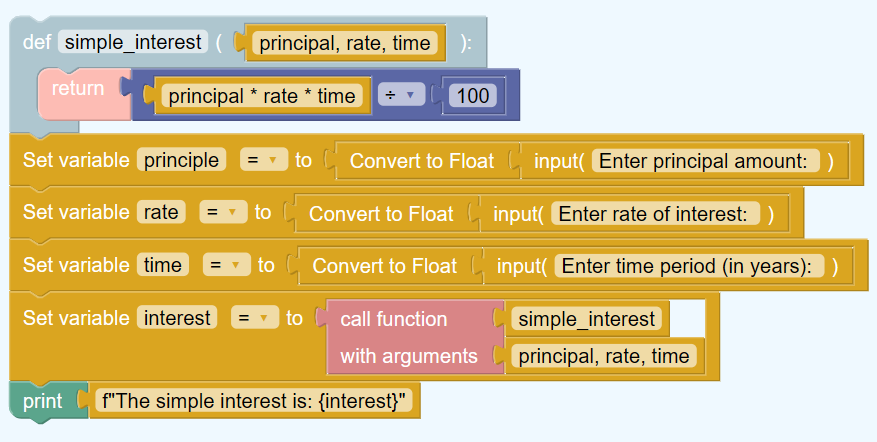 def simple_interest ( principal, rate, time ):
return principal * rate * time ÷ 100
Set variable principle = to Convert to Float input( Enter principal amount: )
Set variable rate = to Convert to Float input( Enter rate of interest: )
Set variable time = to Convert to Float input( Enter time period (in years): )
Set variable interest = to call function simple_interest
with arguments principal, rate, time
print f"The simple interest is: {interest}"